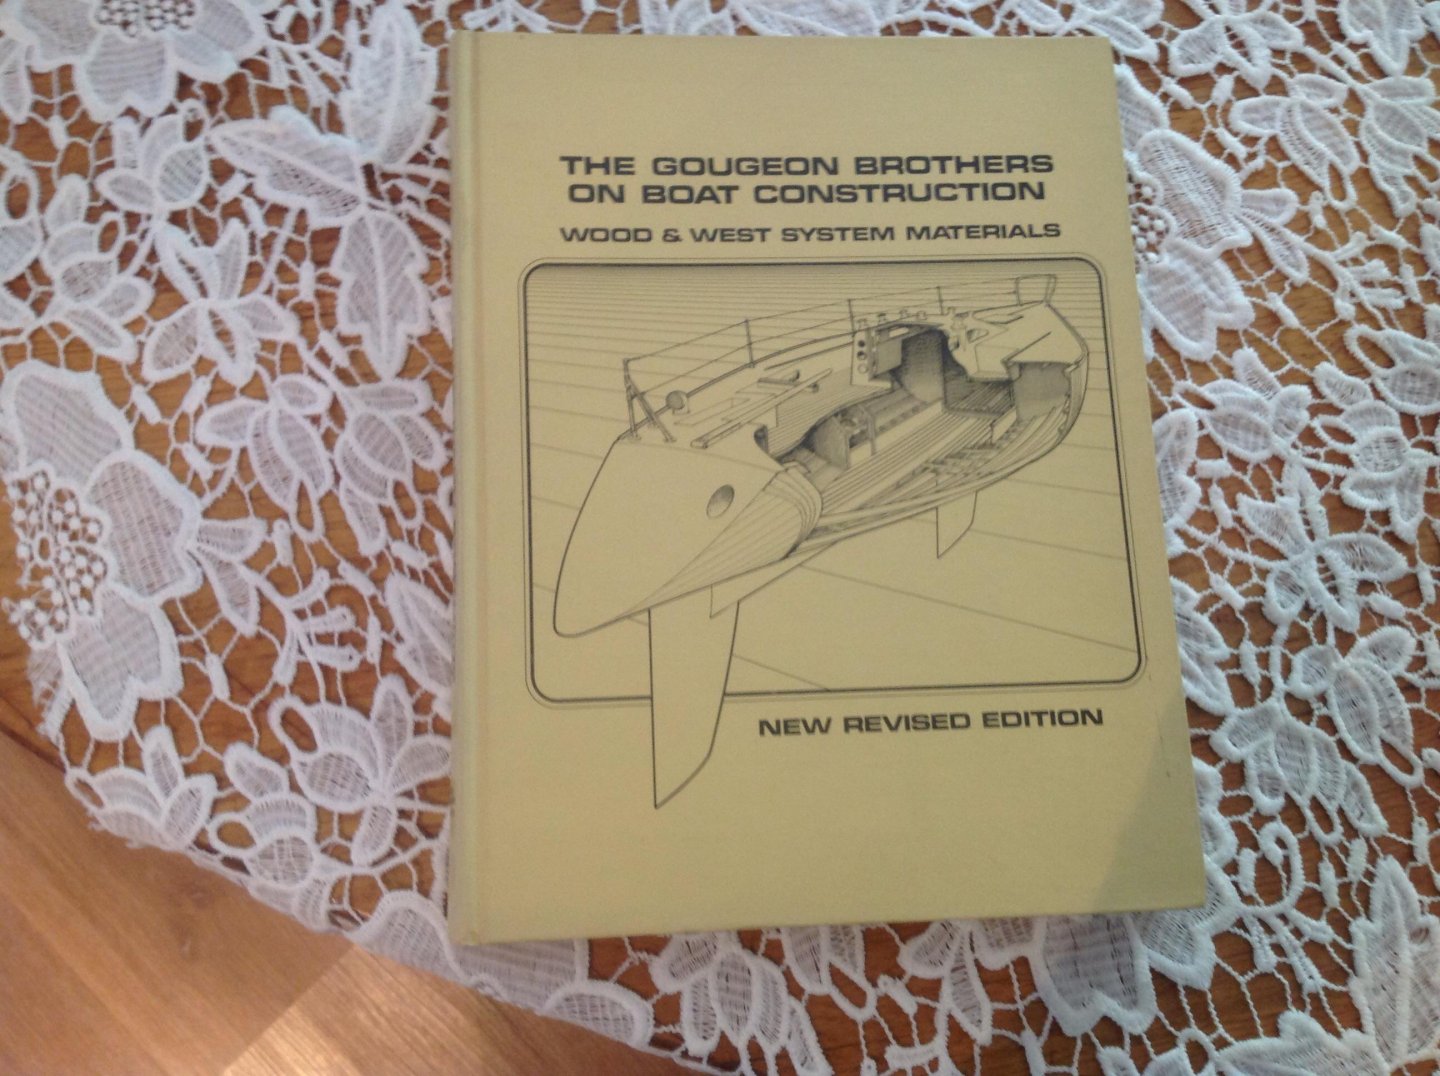 THE GOUGEON BROTHERS
ON BOAT CONSTRUCTION
WOOD & WEST SYSTEM MATERIALS
NEW REVISED EDITION